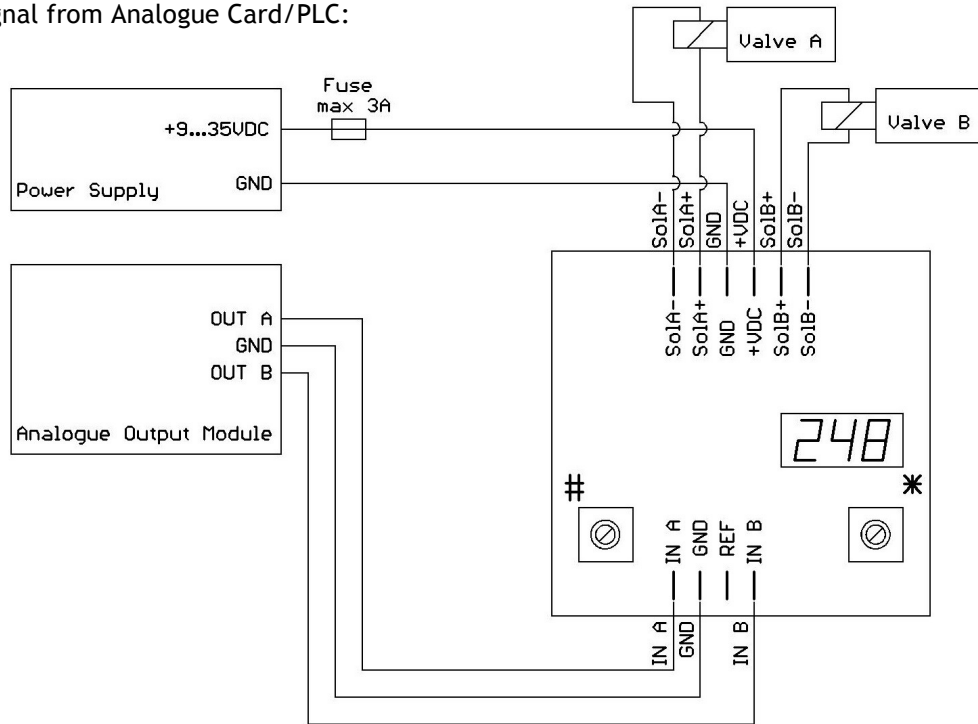 gnal from Analogue Card/PLC:
Valve A
Valve B
Fuse
max 3A
+9...35VDC
GND
Power Supply
SolA-
SolA+
GND
+VDC
SolB+
SolB-
SolA-
SolA+
GND
+VDC
SolB+
SolB-
OUT A
GND
OUT B
Analogue Output Module
248
#
*
IN A
GND
REF
IN B
IN A
GND
IN B